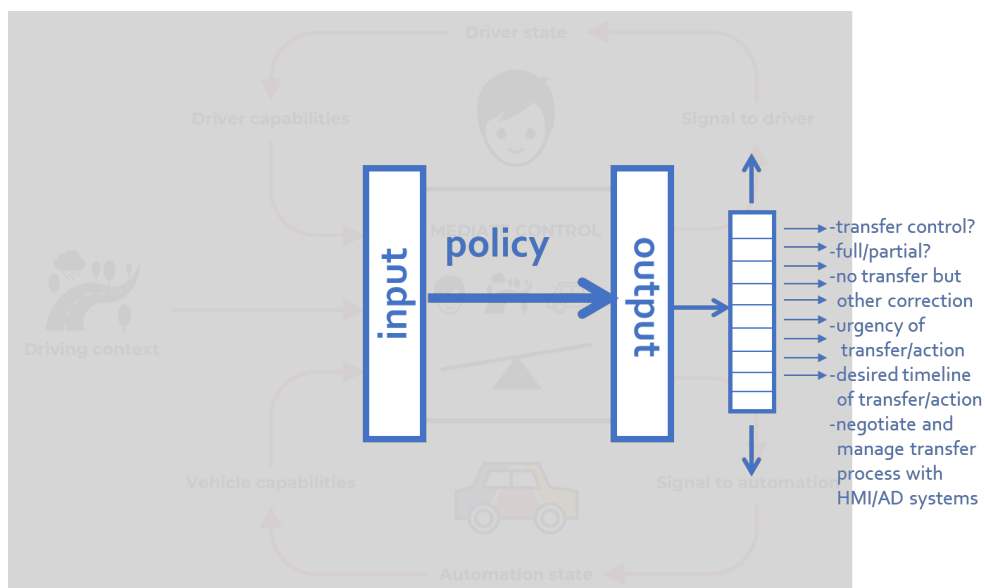 Driver state
Driver capabilities
Signal to driver
MEDIATE CONTROL
policy
input
output
Driving context
Vehicle capabilities
Signal to automation
Automation state
-transfer control?
-full/partial?
-no transfer but
other correction
-urgency of
transfer/action
-desired timeline
of transfer/action
-negotiate and
manage transfer
process with
HMI/AD systems